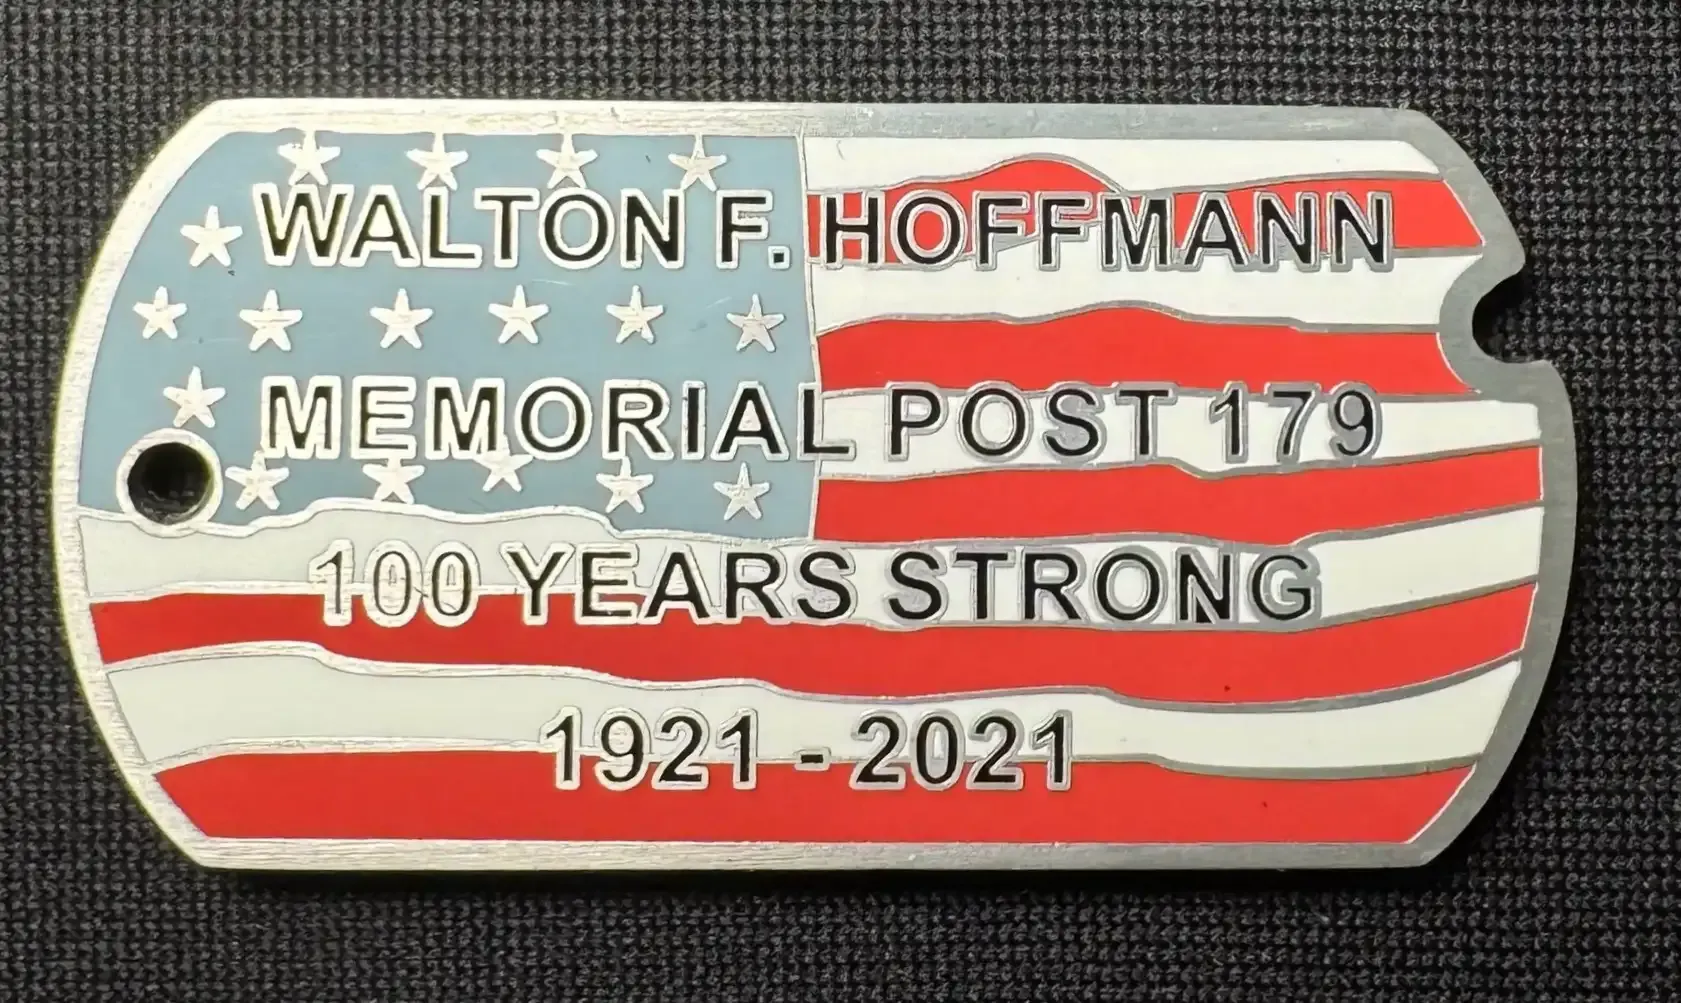 WALTON F. HOFFMANN
MEMORIAL POST 179
100 YEARS STRONG
1921 - 2021